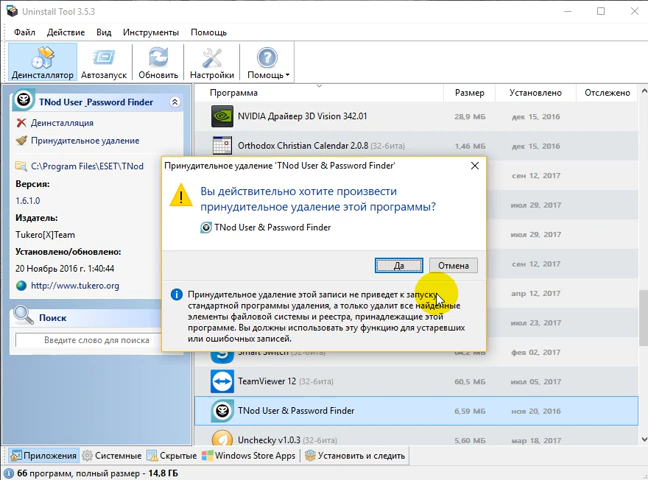 Uninstall Tool 3.5.3
Файл Действие Вид Инструменты Помощь
Деинсталлятор Автозапуск Обновить Настройки Помощь
TNod User_Password Finder
Деинсталляция
Принудительное удаление
C:\Program Files\ESET\TNod
Версия:
1.6.1.0
Издатель:
Tukero[X]Team
Установлено/обновлено:
20 Ноябрь 2016 г. 1:40:44
http://www.tukero.org
Поиск
Введите слово для поиска
Программа Размер Установлено Отслежено
NVIDIA Драйвер 3D Vision 342.01 28,9 МБ дек 15, 2016
Orthodox Christian Calendar 2.0.8 (32-бита) 1,46 МБ дек 15, 2016
сен 12, 2017
июл 29, 2017
июл 29, 2017
сен 12, 2017
апр 12, 2017
июл 23, 2017
Smart Switch (32-бита) 64,2 МБ фев 02, 2017
TeamViewer 12 (32-бита) 60,5 МБ июл 05, 2017
TNod User & Password Finder 6,59 МБ ноя 20, 2016
Unchecky v1.0.3 (32-бита) 5,60 МБ мар 18, 2017
Принудительное удаление 'TNod User & Password Finder'
Вы действительно хотите произвести
принудительное удаление этой программы?
TNod User & Password Finder
Да Отмена
Принудительное удаление этой записи не приведет к запуску
стандартной программы удаления, а только удалит все найденные
элементы файловой системы и реестра, принадлежащие этой
программе. Вы должны использовать эту функцию для устаревших
или ошибочных записей.
Приложения Системные Скрытые Windows Store Apps Установить и следить
66 программ, полный размер - 14,8 ГБ